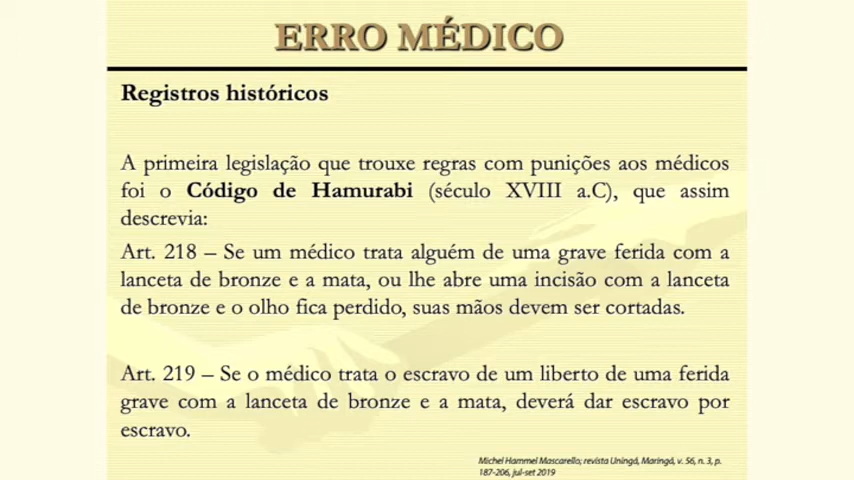 ERRO MÉDICO
Registros históricos
A primeira legislação que trouxe regras com punições aos médicos
foi o Código de Hamurabi (século XVIII a.C), que assim
descrevia:
Art. 218 – Se um médico trata alguém de uma grave ferida com a
lanceta de bronze e a mata, ou lhe abre uma incisão com a lanceta
de bronze e o olho fica perdido, suas mãos devem ser cortadas.
Art. 219 – Se o médico trata o escravo de um liberto de uma ferida
grave com a lanceta de bronze e a mata, deverá dar escravo por
escravo.
Michel Hammel Mascarello; revista Uningá, Maringá, v. 56, n. 3, p.
187-206, jul-set 2019